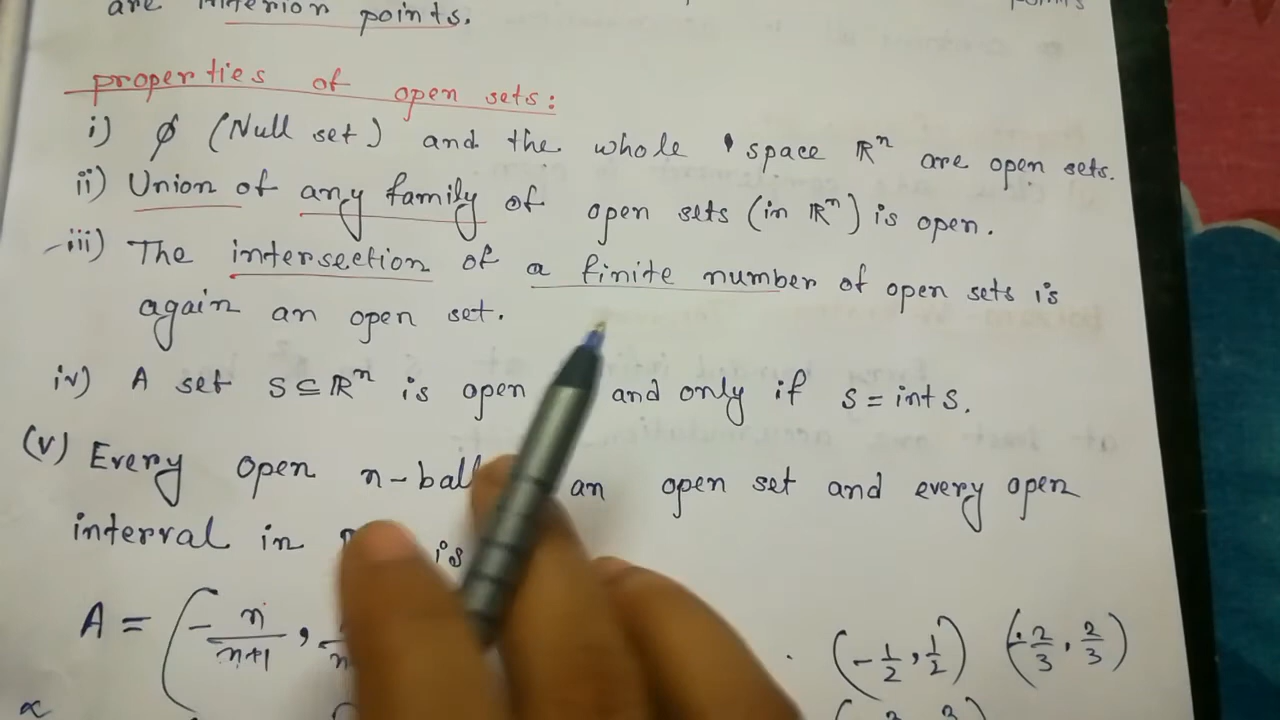 are interior points.
properties of open sets:
i) ∅ (Null set) and the whole space ℝⁿ are open sets.
ii) Union of any family of open sets (in ℝⁿ) is open.
iii) The intersection of a finite number of open sets is
again an open set.
iv) A set S⊆ℝⁿ is open and only if S = int S.
(v) Every open n-ball an open set and every open
interval in is
A = (-n/n+1, (-1/2, 1/2) (-2/3, 2/3)